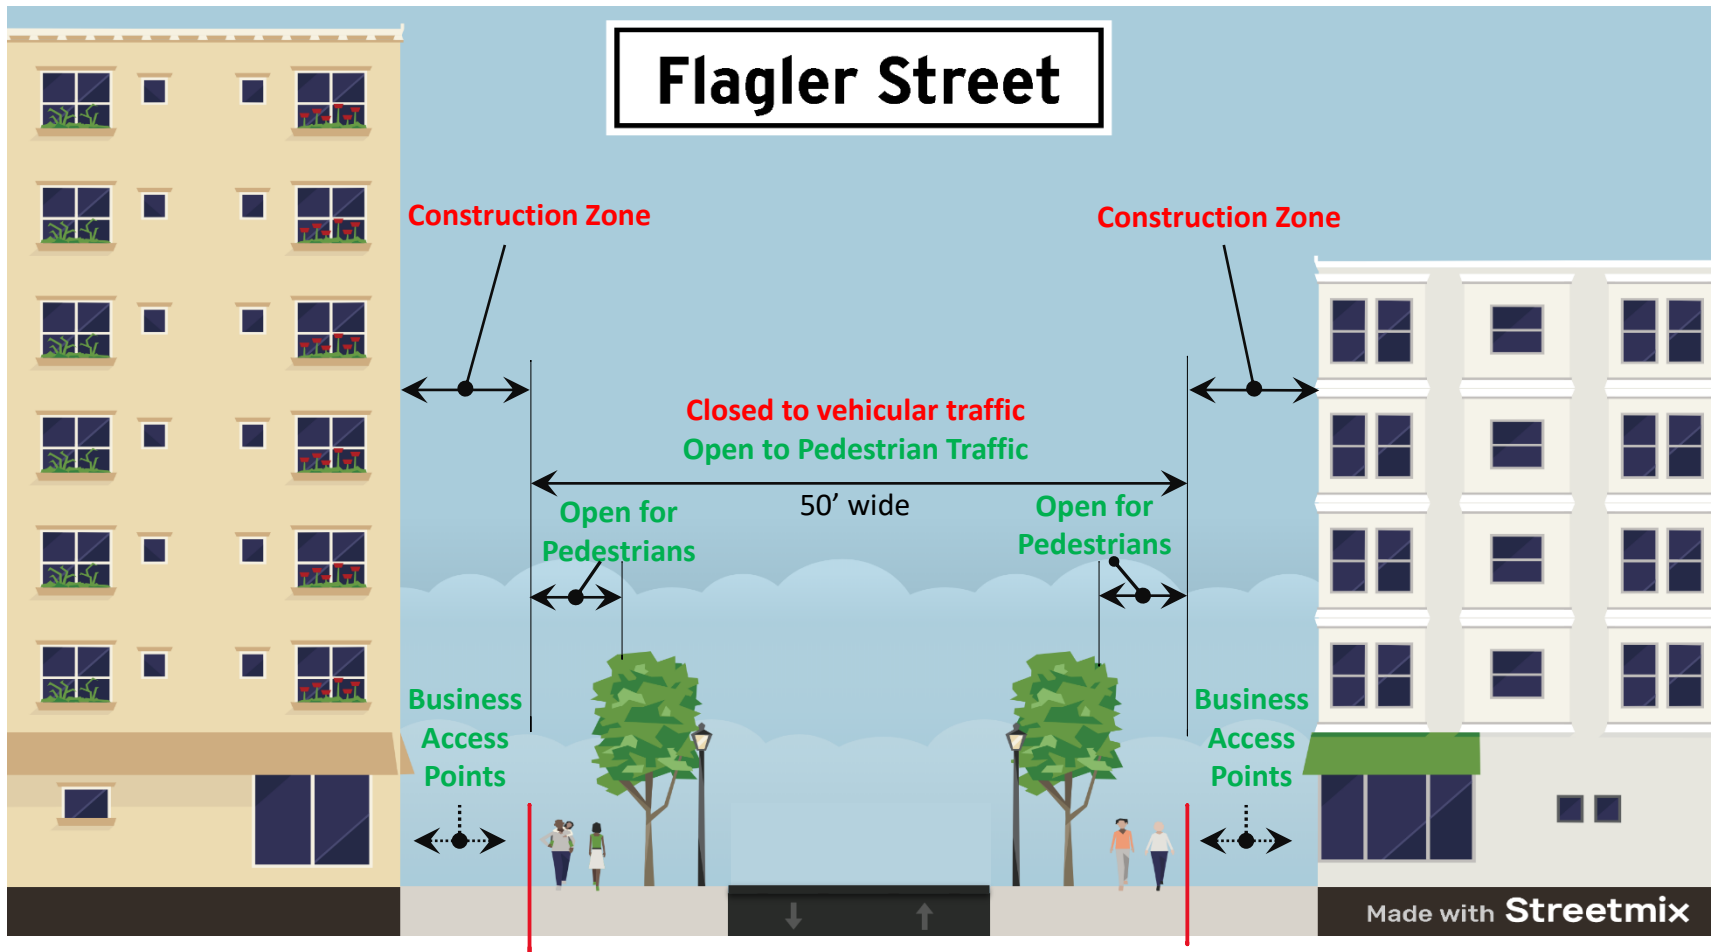 Flagler Street
Construction Zone
Construction Zone
Closed to vehicular traffic
Open to Pedestrian Traffic
50’ wide
Open for
Pedestrians
Open for
Pedestrians
Business
Access
Points
Business
Access
Points
Made with Streetmix